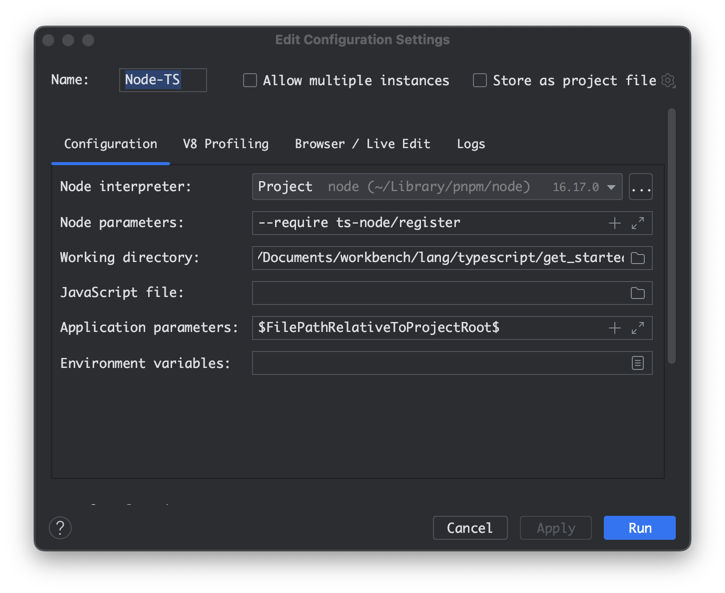 Edit Configuration Settings
Name: Node-TS Allow multiple instances Store as project file
Configuration V8 Profiling Browser / Live Edit Logs
Node interpreter: Project node (~/Library/pnpm/node) 16.17.0 ...
Node parameters: --require ts-node/register
Working directory: /Documents/workbench/lang/typescript/get_started
JavaScript file:
Application parameters: $FilePathRelativeToProjectRoot$
Environment variables:
? Cancel Apply Run